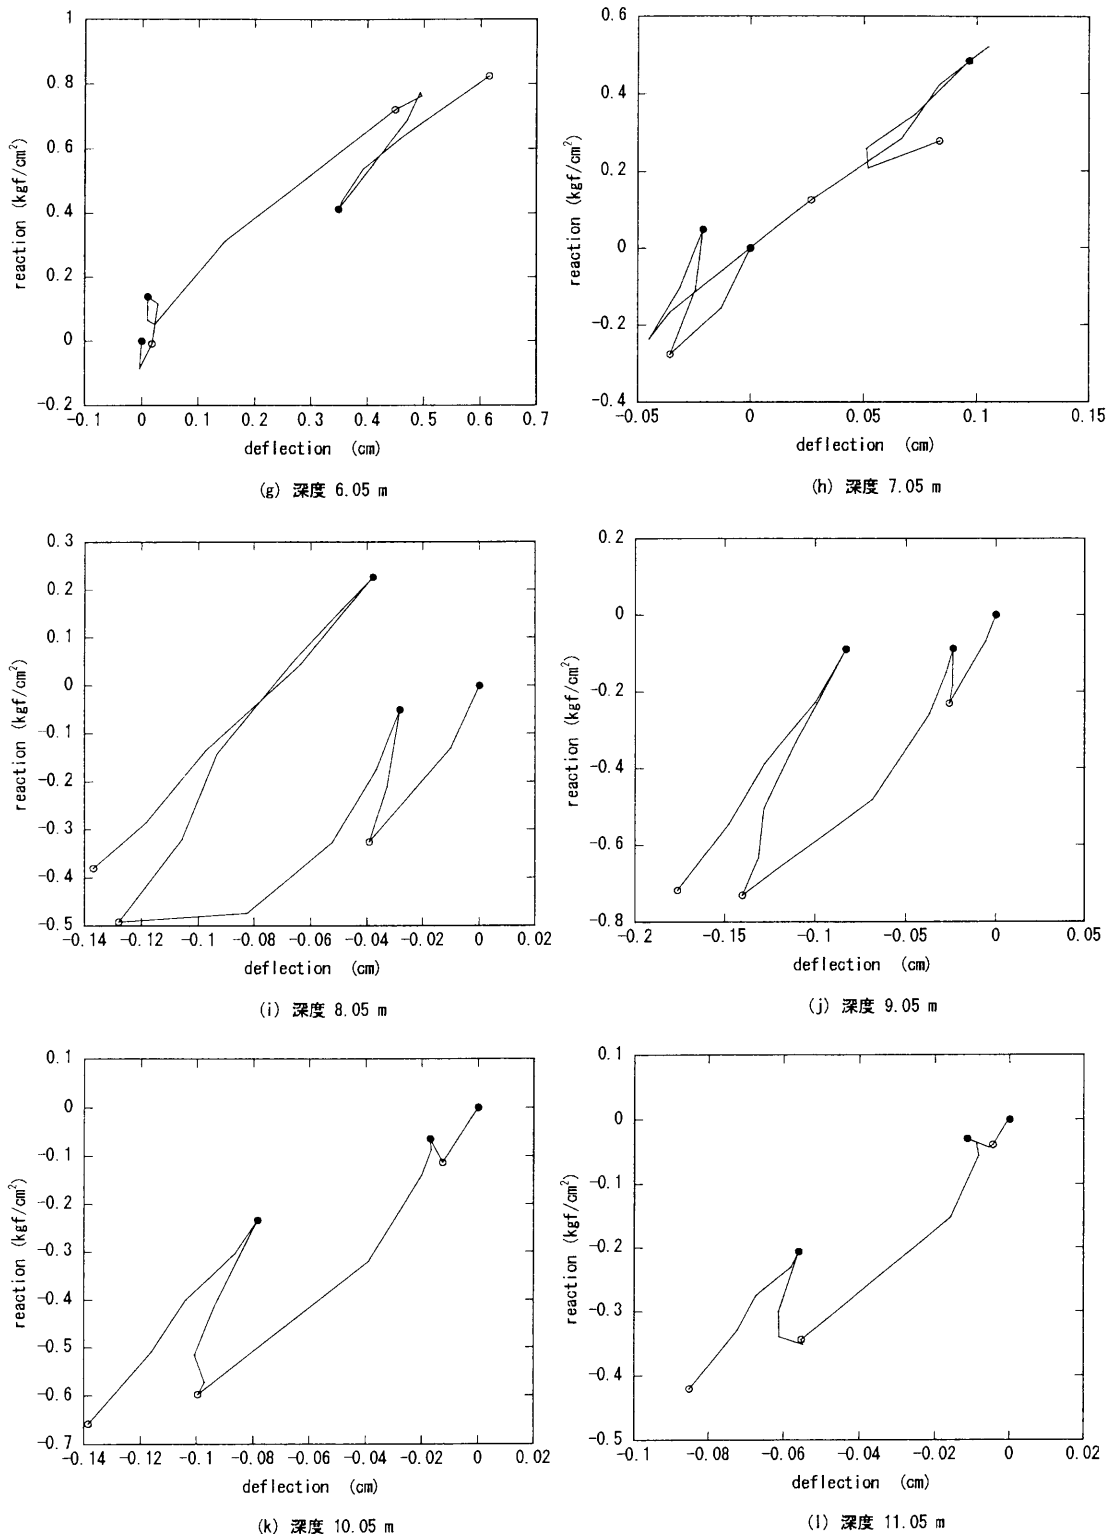 1
0.8
0.6
0.4
0.2
0
-0.2
reaction (kgf/cm²)
-0.1 0 0.1 0.2 0.3 0.4 0.5 0.6 0.7
deflection (cm)
(g) 深度 6.05 m
0.6
0.4
0.2
0
-0.2
-0.4
reaction (kgf/cm²)
-0.05 0 0.05 0.1 0.15
deflection (cm)
(h) 深度 7.05 m
0.3
0.2
0.1
0
-0.1
-0.2
-0.3
-0.4
-0.5
reaction (kgf/cm²)
-0.14 -0.12 -0.1 -0.08 -0.06 -0.04 -0.02 0 0.02
deflection (cm)
(i) 深度 8.05 m
0.2
0
-0.2
-0.4
-0.6
-0.8
reaction (kgf/cm²)
-0.2 -0.15 -0.1 -0.05 0 0.05
deflection (cm)
(j) 深度 9.05 m
0.1
0
-0.1
-0.2
-0.3
-0.4
-0.5
-0.6
-0.7
reaction (kgf/cm²)
-0.14 -0.12 -0.1 -0.08 -0.06 -0.04 -0.02 0 0.02
deflection (cm)
(k) 深度 10.05 m
0.1
0
-0.1
-0.2
-0.3
-0.4
-0.5
reaction (kgf/cm²)
-0.1 -0.08 -0.06 -0.04 -0.02 0 0.02
deflection (cm)
(l) 深度 11.05 m